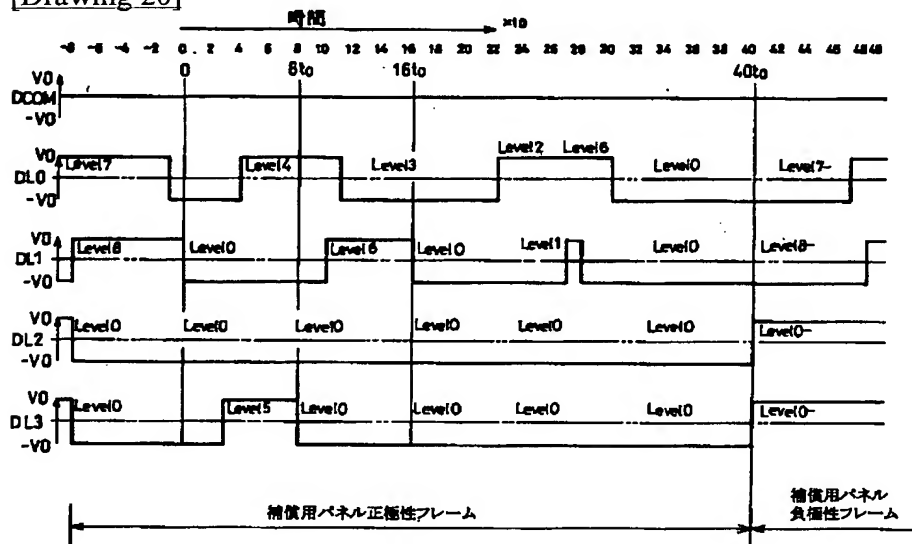 [Drawing 20]
時間 ×to
-8 -6 -4 -2 0 2 4 6 8 10 12 14 16 18 20 22 24 26 28 30 32 34 36 38 40 42 44 46 48
0 8to 16to 40to
V0
DCOM
-V0
V0 Level7 Level4 Level3 Level2 Level6 Level0 Level7-
DL0
-V0
V0 Level8 Level0 Level6 Level0 Level1 Level0 Level8-
DL1
-V0
V0 Level0 Level0 Level0 Level0 Level0 Level0 Level0-
DL2
-V0
V0 Level0 Level5 Level0 Level0 Level0 Level0 Level0-
DL3
-V0
補償用パネル正極性フレーム
補償用パネル
負極性フレーム